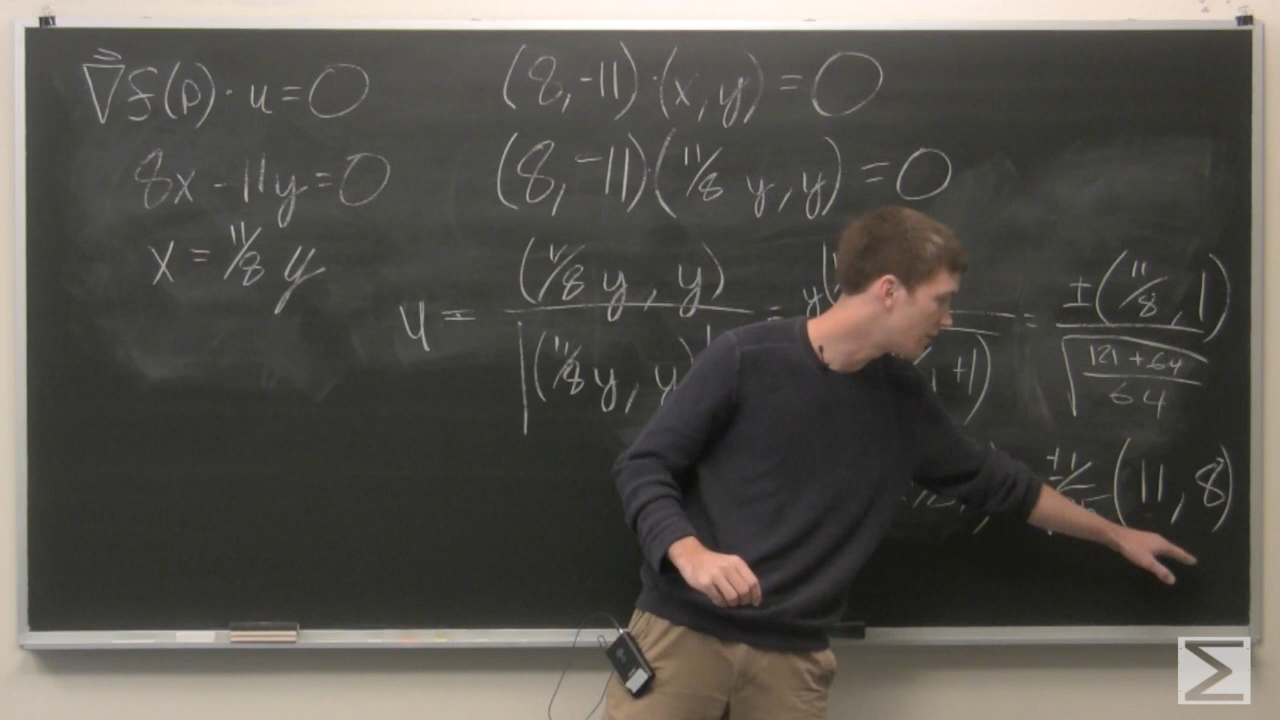 ∇⃗f(p)·u=0
8x-11y=0
x=11/8 y
(8,-11)·(x,y)=0
(8,-11)(11/8 y,y)=0
u = (11/8 y, y) / |(11/8 y, y)| = y( = ±(11/8, 1) / √((121+64)/64)
+1)
(11,8)
Σ